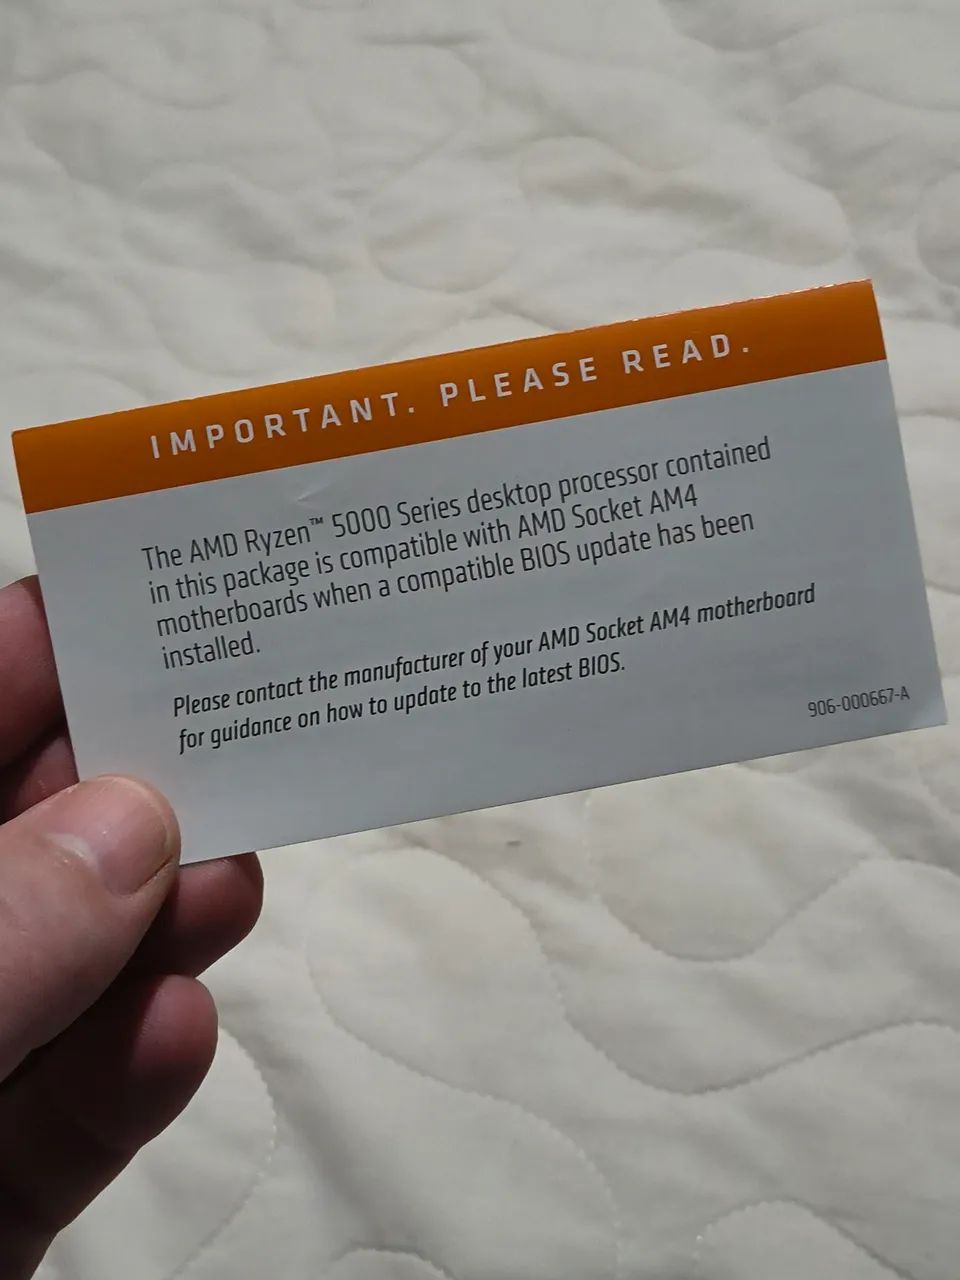 IMPORTANT. PLEASE READ.
The AMD Ryzen™ 5000 Series desktop processor contained
in this package is compatible with AMD Socket AM4
motherboards when a compatible BIOS update has been
installed.
Please contact the manufacturer of your AMD Socket AM4 motherboard
for guidance on how to update to the latest BIOS.
906-000667-A